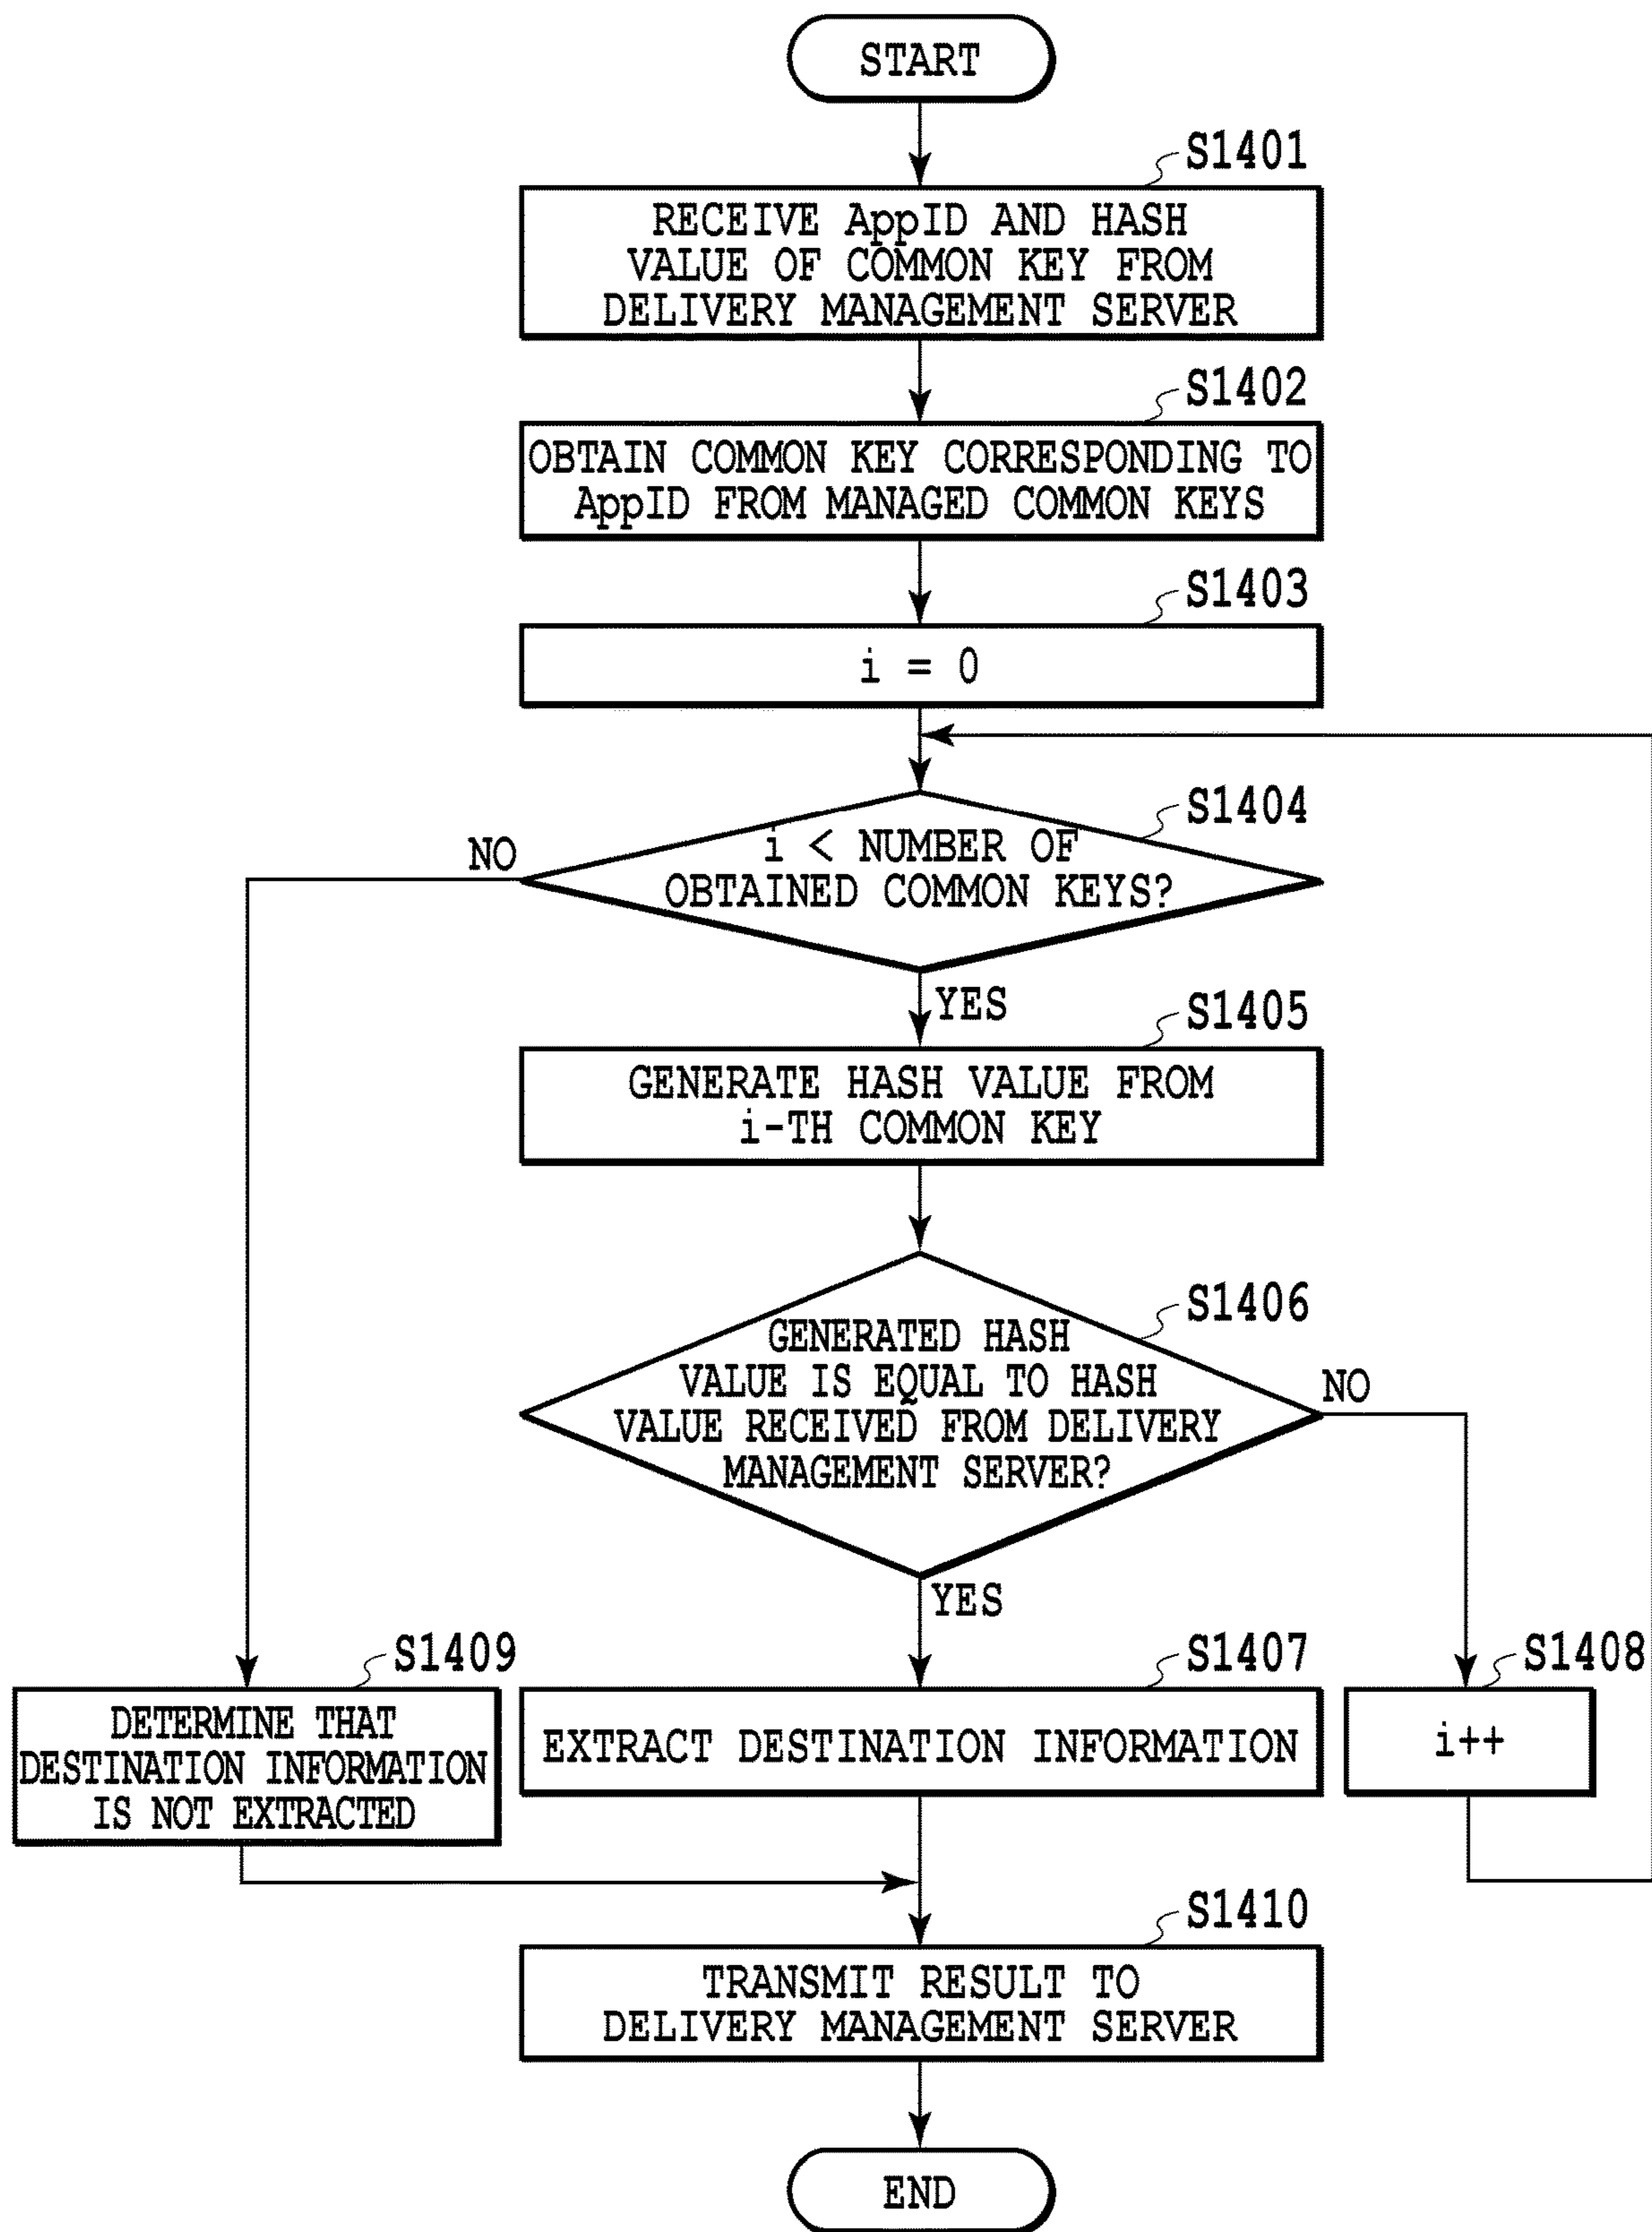 START
S1401
RECEIVE AppID AND HASH
VALUE OF COMMON KEY FROM
DELIVERY MANAGEMENT SERVER
S1402
OBTAIN COMMON KEY CORRESPONDING TO
AppID FROM MANAGED COMMON KEYS
S1403
i = 0
S1404
i < NUMBER OF
OBTAINED COMMON KEYS?
NO
YES
S1405
GENERATE HASH VALUE FROM
i-TH COMMON KEY
S1406
GENERATED HASH
VALUE IS EQUAL TO HASH
VALUE RECEIVED FROM DELIVERY
MANAGEMENT SERVER?
NO
YES
S1409
DETERMINE THAT
DESTINATION INFORMATION
IS NOT EXTRACTED
S1407
EXTRACT DESTINATION INFORMATION
S1408
i++
S1410
TRANSMIT RESULT TO
DELIVERY MANAGEMENT SERVER
END